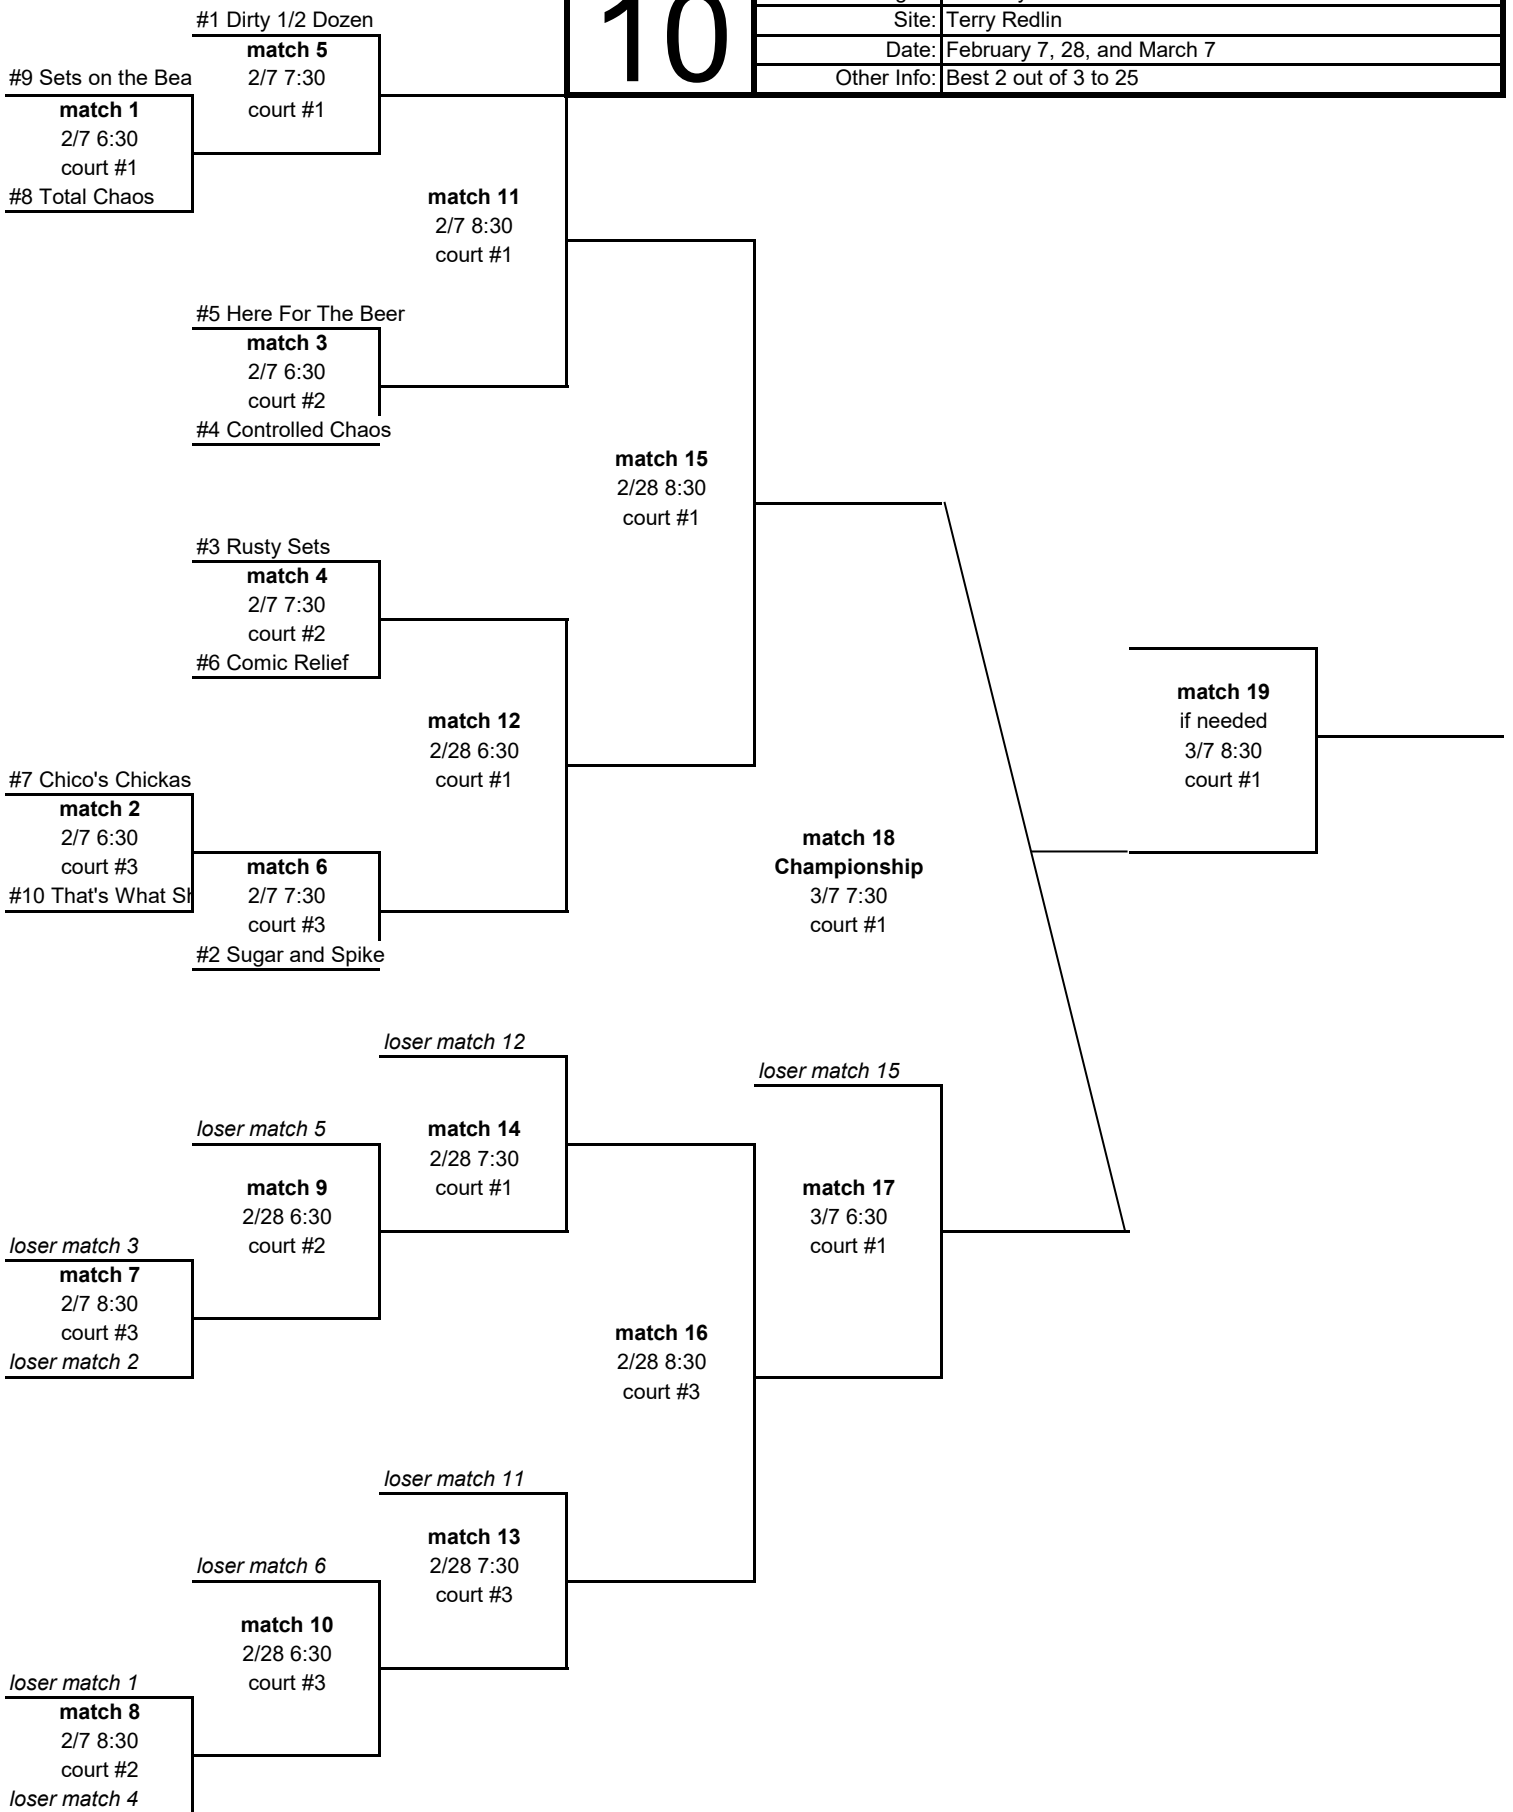 #1 Dirty 1/2 Dozen
10
Site: Terry Redlin
Date: February 7, 28, and March 7
Other Info: Best 2 out of 3 to 25
match 5
2/7 7:30
court #1
#9 Sets on the Bea
match 1
2/7 6:30
court #1
#8 Total Chaos
match 11
2/7 8:30
court #1
#5 Here For The Beer
match 3
2/7 6:30
court #2
#4 Controlled Chaos
match 15
2/28 8:30
court #1
#3 Rusty Sets
match 4
2/7 7:30
court #2
#6 Comic Relief
match 19
if needed
3/7 8:30
court #1
match 12
2/28 6:30
court #1
#7 Chico's Chickas
match 2
2/7 6:30
court #3
#10 That's What
match 6
2/7 7:30
court #3
#2 Sugar and Spike
match 18
Championship
3/7 7:30
court #1
loser match 12
loser match 15
loser match 5
match 14
2/28 7:30
court #1
match 9
2/28 6:30
court #2
match 17
3/7 6:30
court #1
loser match 3
match 7
2/7 8:30
court #3
loser match 2
match 16
2/28 8:30
court #3
loser match 11
match 13
2/28 7:30
court #3
loser match 6
match 10
2/28 6:30
court #3
loser match 1
match 8
2/7 8:30
court #2
loser match 4